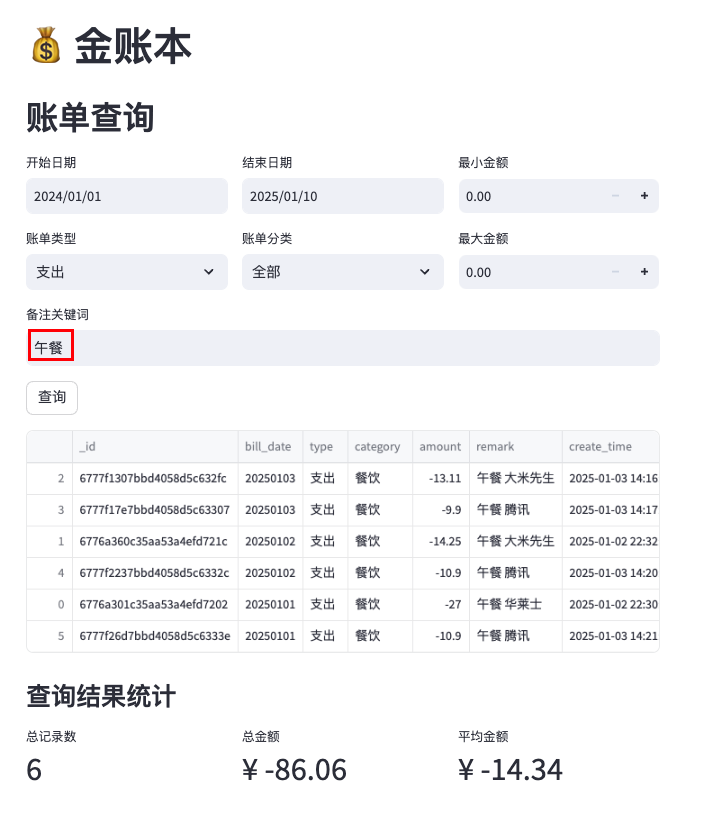 金账本
账单查询
开始日期 结束日期 最小金额
2024/01/01 2025/01/10 0.00
账单类型 账单分类 最大金额
支出 全部 0.00
备注关键词
午餐
查询
_id bill_date type category amount remark create_time
2 6777f1307bbd4058d5c632fc 20250103 支出 餐饮 -13.11 午餐 大米先生 2025-01-03 14:16
3 6777f17e7bbd4058d5c63307 20250103 支出 餐饮 -9.9 午餐 腾讯 2025-01-03 14:17
1 6776a360c35aa53a4efd721c 20250102 支出 餐饮 -14.25 午餐 大米先生 2025-01-02 22:32
4 6777f2237bbd4058d5c6332c 20250102 支出 餐饮 -10.9 午餐 腾讯 2025-01-03 14:20
0 6776a301c35aa53a4efd7202 20250101 支出 餐饮 -27 午餐 华莱士 2025-01-02 22:30
5 6777f26d7bbd4058d5c6333e 20250101 支出 餐饮 -10.9 午餐 腾讯 2025-01-03 14:21
查询结果统计
总记录数 总金额 平均金额
6 ¥ -86.06 ¥ -14.34